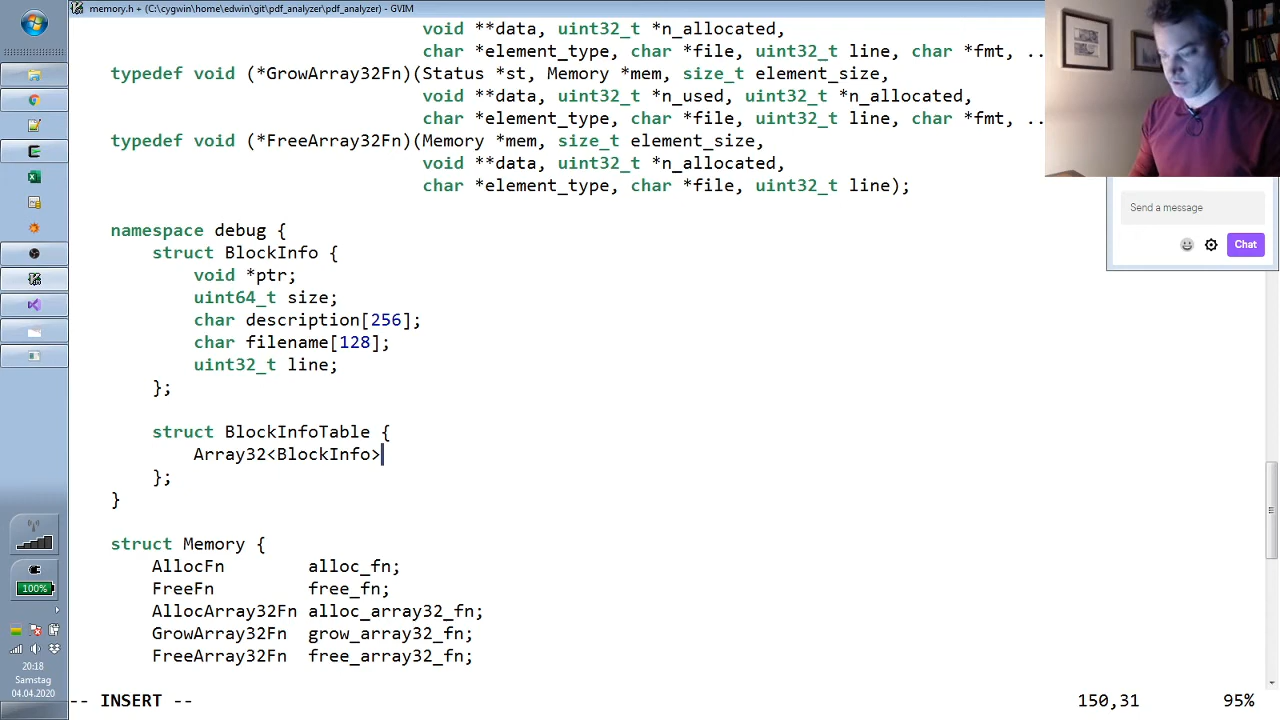 memory.h + (C:\cygwin\home\edwin\git\pdf_analyzer\pdf_analyzer) - GVIM
void **data, uint32_t *n_allocated,
char *element_type, char *file, uint32_t line, char *fmt, ..
typedef void (*GrowArray32Fn)(Status *st, Memory *mem, size_t element_size,
void **data, uint32_t *n_used, uint32_t *n_allocated,
char *element_type, char *file, uint32_t line, char *fmt, ..
typedef void (*FreeArray32Fn)(Memory *mem, size_t element_size,
void **data, uint32_t *n_allocated,
char *element_type, char *file, uint32_t line);
namespace debug {
struct BlockInfo {
void *ptr;
uint64_t size;
char description[256];
char filename[128];
uint32_t line;
};
struct BlockInfoTable {
Array32<BlockInfo>
};
}
struct Memory {
AllocFn alloc_fn;
FreeFn free_fn;
AllocArray32Fn alloc_array32_fn;
GrowArray32Fn grow_array32_fn;
FreeArray32Fn free_array32_fn;
-- INSERT -- 150,31 95%
Send a message
Chat
100%
20:18
Samstag
04.04.2020